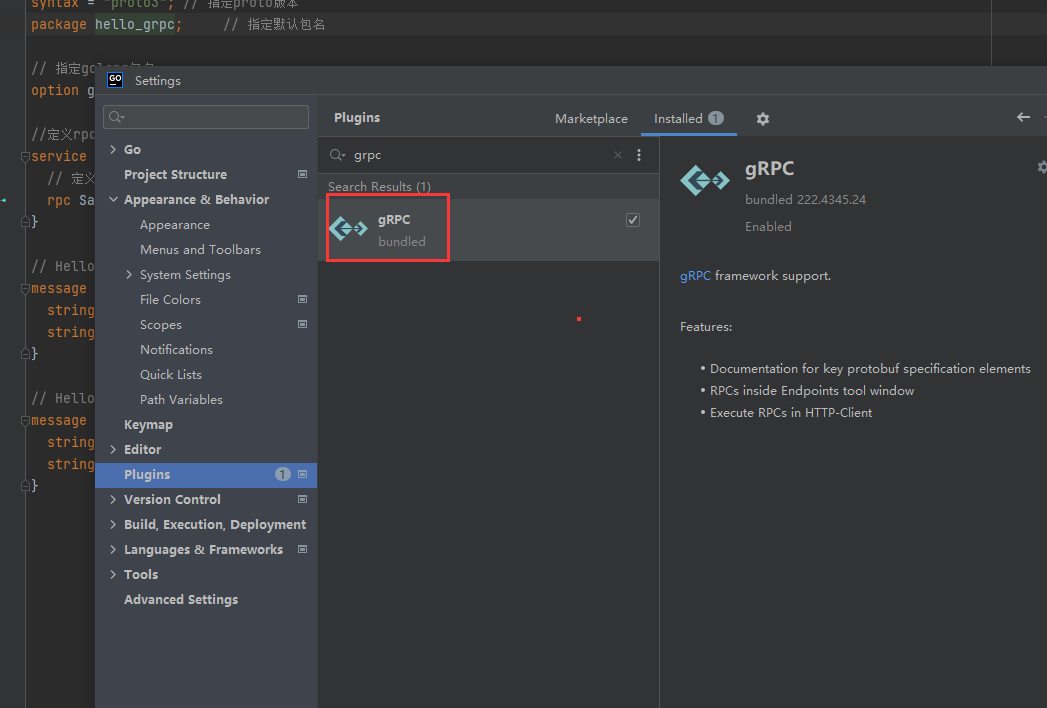 syntax = "proto3"; // 指定proto版本
package hello_grpc; // 指定默认包名
// 指定golang包名
option g
//定义rpc
service
// 定义
rpc Sa
}
// Hello
message
string
string
}
// Hello
message
string
string
}
GO
Settings
Go
Project Structure
Appearance & Behavior
Appearance
Menus and Toolbars
System Settings
File Colors
Scopes
Notifications
Quick Lists
Path Variables
Keymap
Editor
Plugins 1
Version Control
Build, Execution, Deployment
Languages & Frameworks
Tools
Advanced Settings
Plugins Marketplace Installed 1
grpc
Search Results (1)
gRPC
bundled
gRPC
bundled 222.4345.24
Enabled
gRPC framework support.
Features:
• Documentation for key protobuf specification elements
• RPCs inside Endpoints tool window
• Execute RPCs in HTTP-Client